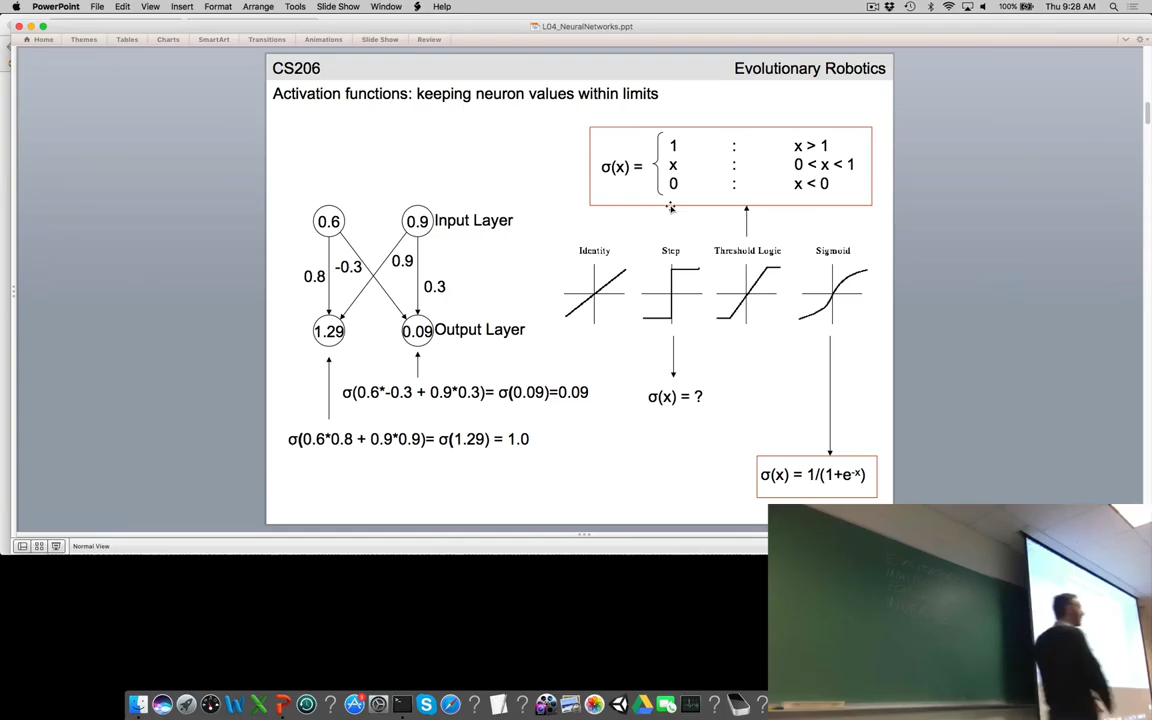 PowerPoint File Edit View Insert Format Arrange Tools Slide Show Window Help 100% Thu 9:28 AM
L04_NeuralNetworks.ppt
Home Themes Tables Charts SmartArt Transitions Animations Slide Show Review
CS206 Evolutionary Robotics
Activation functions: keeping neuron values within limits
σ(x) =
1 : x > 1
x : 0 < x < 1
0 : x < 0
0.6 0.9 Input Layer
0.8 -0.3 0.9 0.3
1.29 0.09 Output Layer
Identity Step Threshold Logic Sigmoid
σ(0.6*-0.3 + 0.9*0.3)= σ(0.09)=0.09
σ(x) = ?
σ(0.6*0.8 + 0.9*0.9)= σ(1.29) = 1.0
σ(x) = 1/(1+e-x)
Normal View